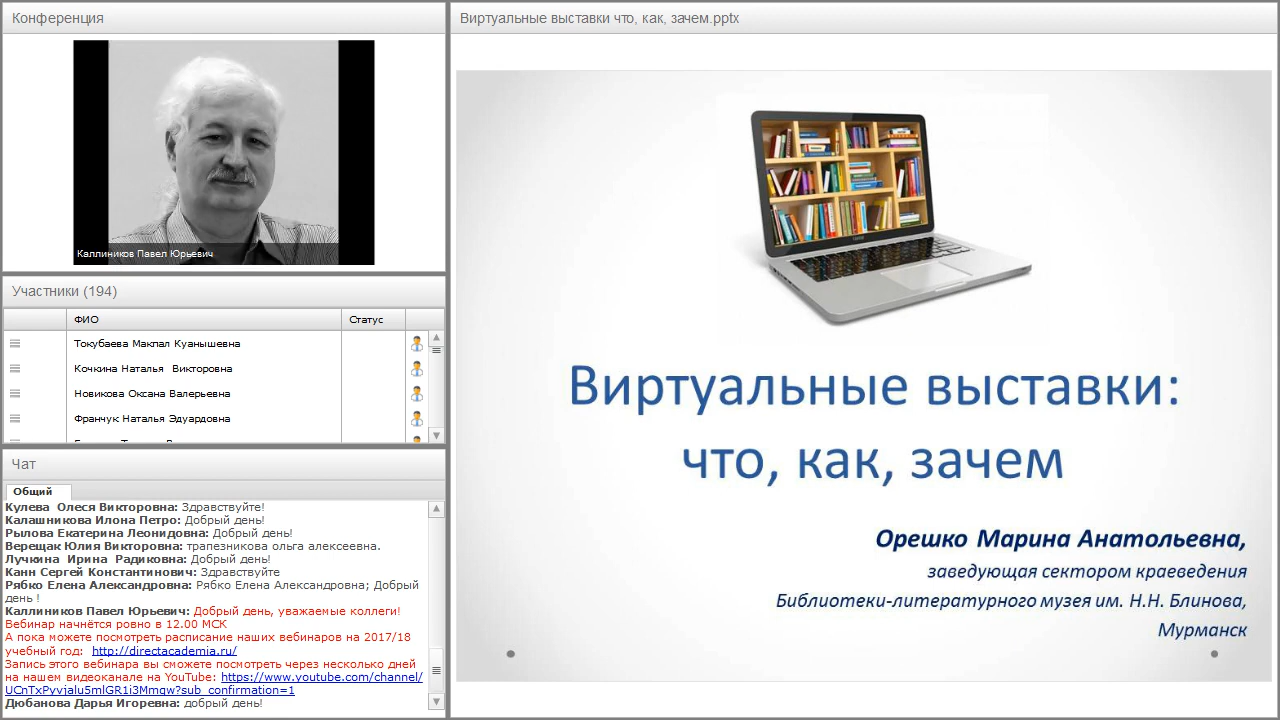 Конференция
Каллиников Павел Юрьевич
Участники (194)
ФИО
Статус
Токубаева Макпал Куанышевна
Кочкина Наталья Викторовна
Новикова Оксана Валерьевна
Франчук Наталья Эдуардовна
Чат
Общий
Кулева Олеся Викторовна: Здравствуйте!
Калашникова Илона Петро: Добрый день!
Рылова Екатерина Леонидовна: Добрый день!
Верещак Юлия Викторовна: трапезникова ольга алексеевна.
Лучкина Ирина Радиковна: Добрый день!
Канн Сергей Константинович: Здравствуйте
Рябко Елена Александровна: Рябко Елена Александровна; Добрый
день !
Каллиников Павел Юрьевич: Добрый день, уважаемые коллеги!
Вебинар начнётся ровно в 12.00 МСК
А пока можете посмотреть расписание наших вебинаров на 2017/18
учебный год: http://directacademia.ru/
Запись этого вебинара вы сможете посмотреть через несколько дней
на нашем видеоканале на YouTube: https://www.youtube.com/channel/
UCnTxPyvjalu5mlGR1i3Mmqw?sub_confirmation=1
Дюбанова Дарья Игоревна: добрый день!
Виртуальные выставки что, как, зачем.pptx
Виртуальные выставки:
что, как, зачем
Орешко Марина Анатольевна,
заведующая сектором краеведения
Библиотеки-литературного музея им. Н.Н. Блинова,
Мурманск